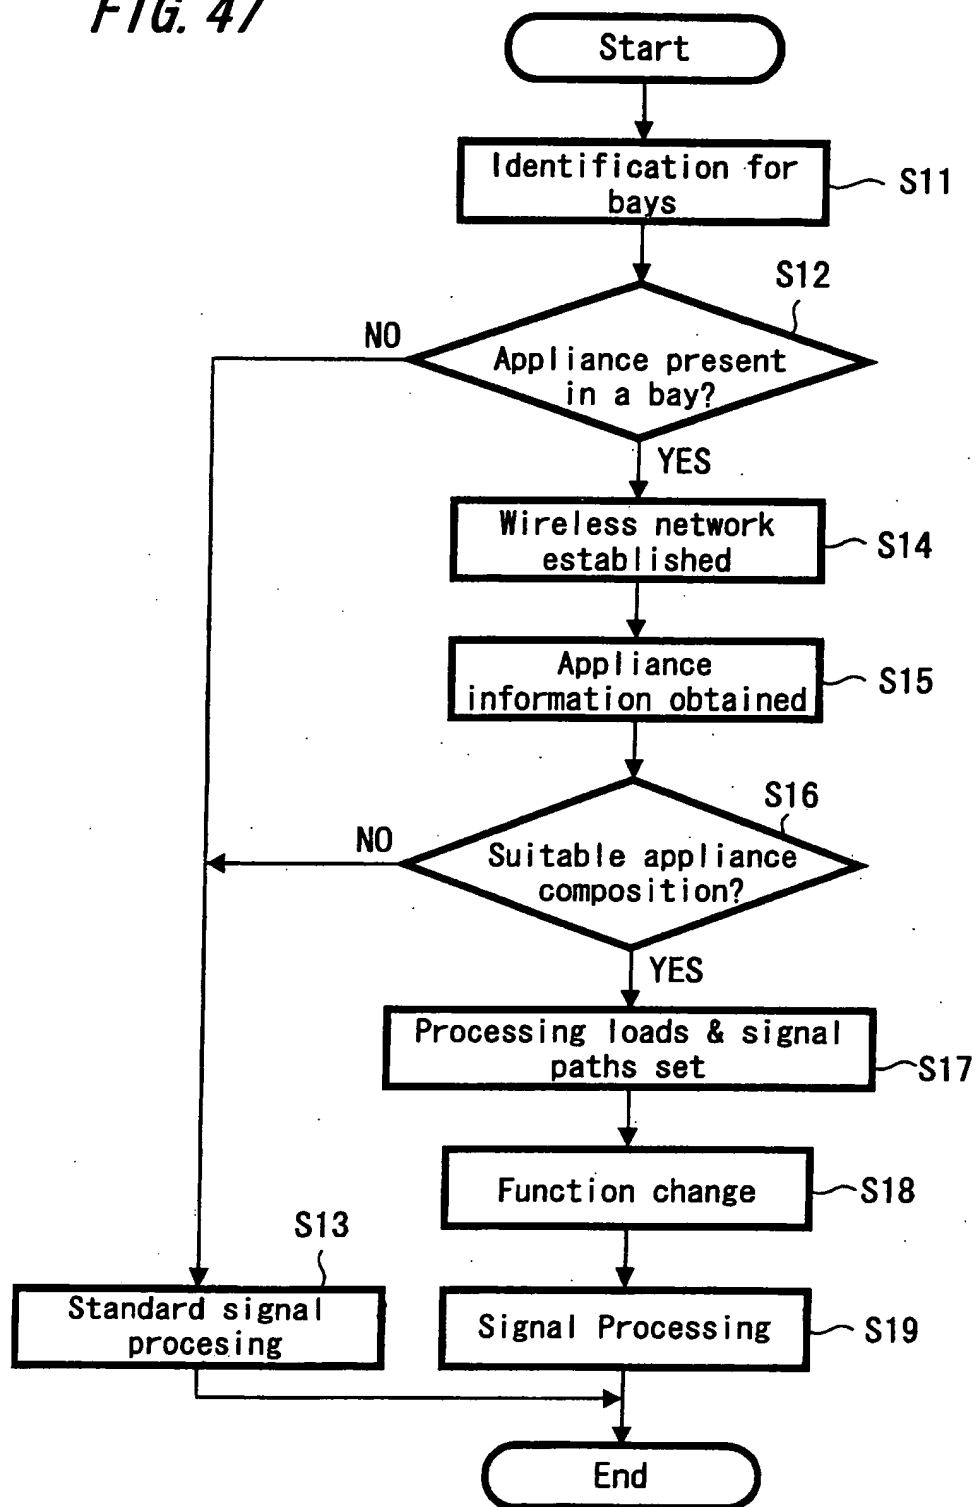 FIG. 47
Start
Identification for
bays
S11
S12
NO
Appliance present
in a bay?
YES
Wireless network
established
S14
Appliance
information obtained
S15
S16
NO
Suitable appliance
composition?
YES
Processing loads & signal
paths set
S17
Function change
S18
S13
Standard signal
procesing
Signal Processing
S19
End